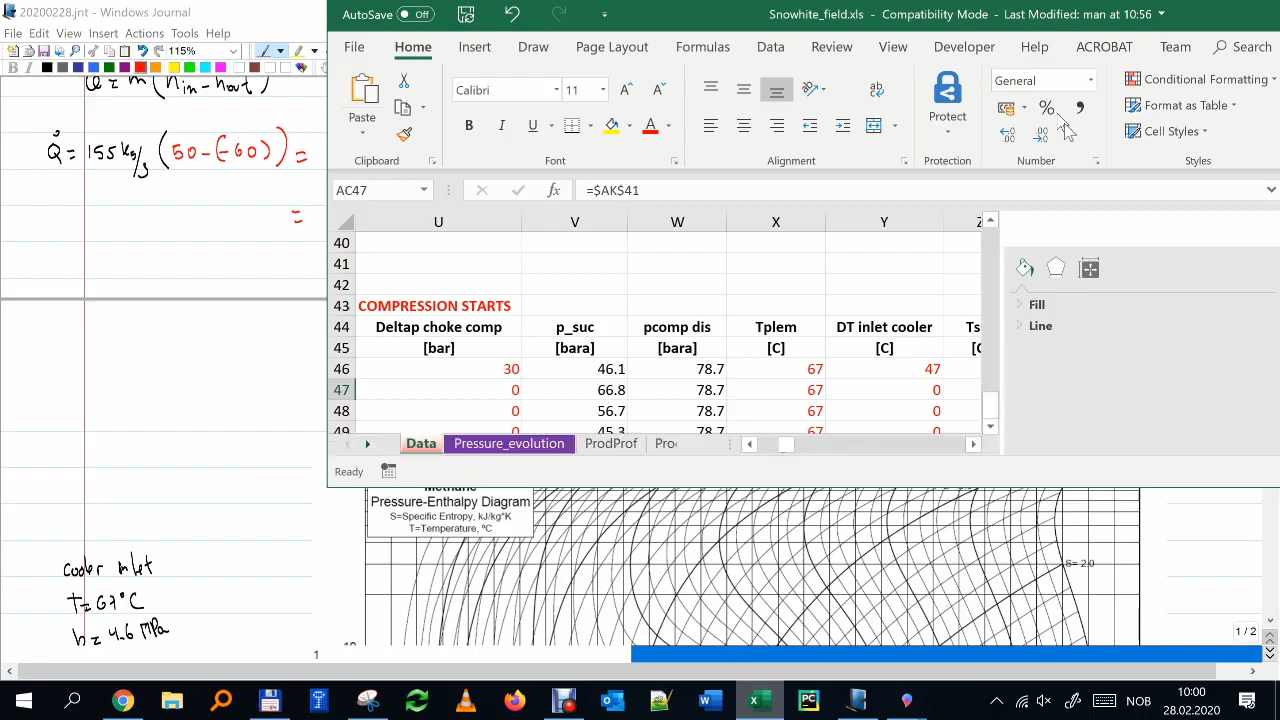 20200228.jnt - Windows Journal
File Edit View Insert Actions Tools Help
115%
B I
Q = m (hin - hout)
Q = 155 kg/s (50 - (-60)) =
=
cooler inlet
T = 67°C
p = 4.6 MPa
1
AutoSave Off
Snowhite_field.xls - Compatibility Mode - Last Modified: man at 10:56
File Home Insert Draw Page Layout Formulas Data Review View Developer Help ACROBAT Team Search
Paste
Calibri 11
B I U
Protect
General
Conditional Formatting
Format as Table
Cell Styles
Clipboard Font Alignment Protection Number Styles
AC47 fx =$AK$41
U V W X Y Z
40
41
42
43 COMPRESSION STARTS
44 Deltap choke comp p_suc pcomp dis Tplem DT inlet cooler Ts
45 [bar] [bara] [bara] [C] [C] [C
46 30 46.1 78.7 67 47
47 0 66.8 78.7 67 0
48 0 56.7 78.7 67 0
0 45.3 78.7 67 0
Data Pressure_evolution ProdProf Pro
Ready
Fill
Line
Methane
Pressure-Enthalpy Diagram
S=Specific Entropy, kJ/kg*K
T=Temperature, ºC
S= 2.0
10
1 / 2
NOB
10:00
28.02.2020